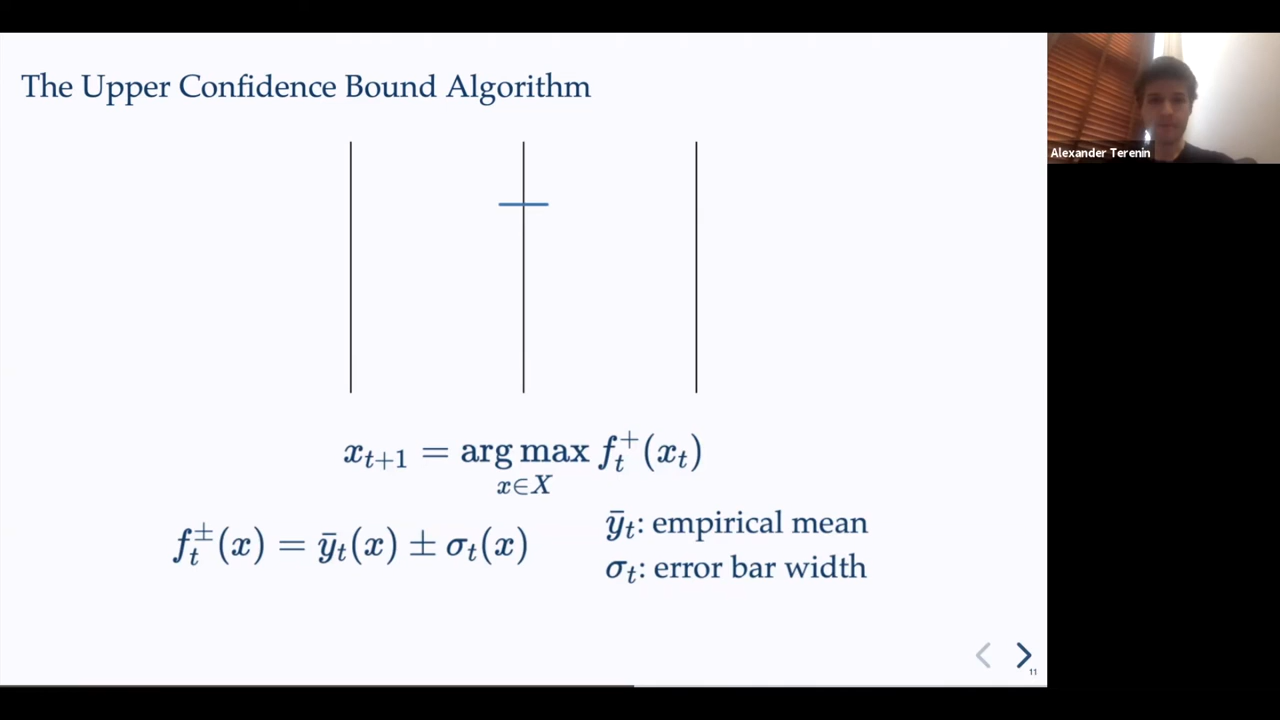 The Upper Confidence Bound Algorithm
Alexander Terenin
x_{t+1} = arg max_{x∈X} f_t^+(x_t)
f_t^±(x) = ȳ_t(x) ± σ_t(x)
ȳ_t: empirical mean
σ_t: error bar width
11